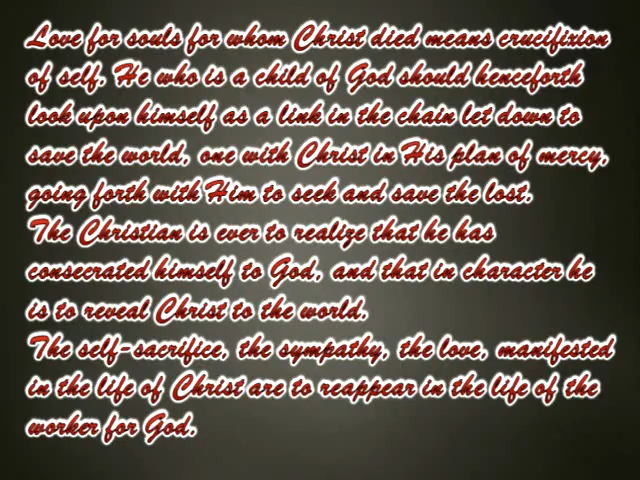 Love for souls for whom Christ died means crucifixion
of self. He who is a child of God should henceforth
look upon himself as a link in the chain let down to
save the world, one with Christ in His plan of mercy,
going forth with Him to seek and save the lost.
The Christian is ever to realize that he has
consecrated himself to God, and that in character he
is to reveal Christ to the world.
The self-sacrifice, the sympathy, the love, manifested
in the life of Christ are to reappear in the life of the
worker for God.